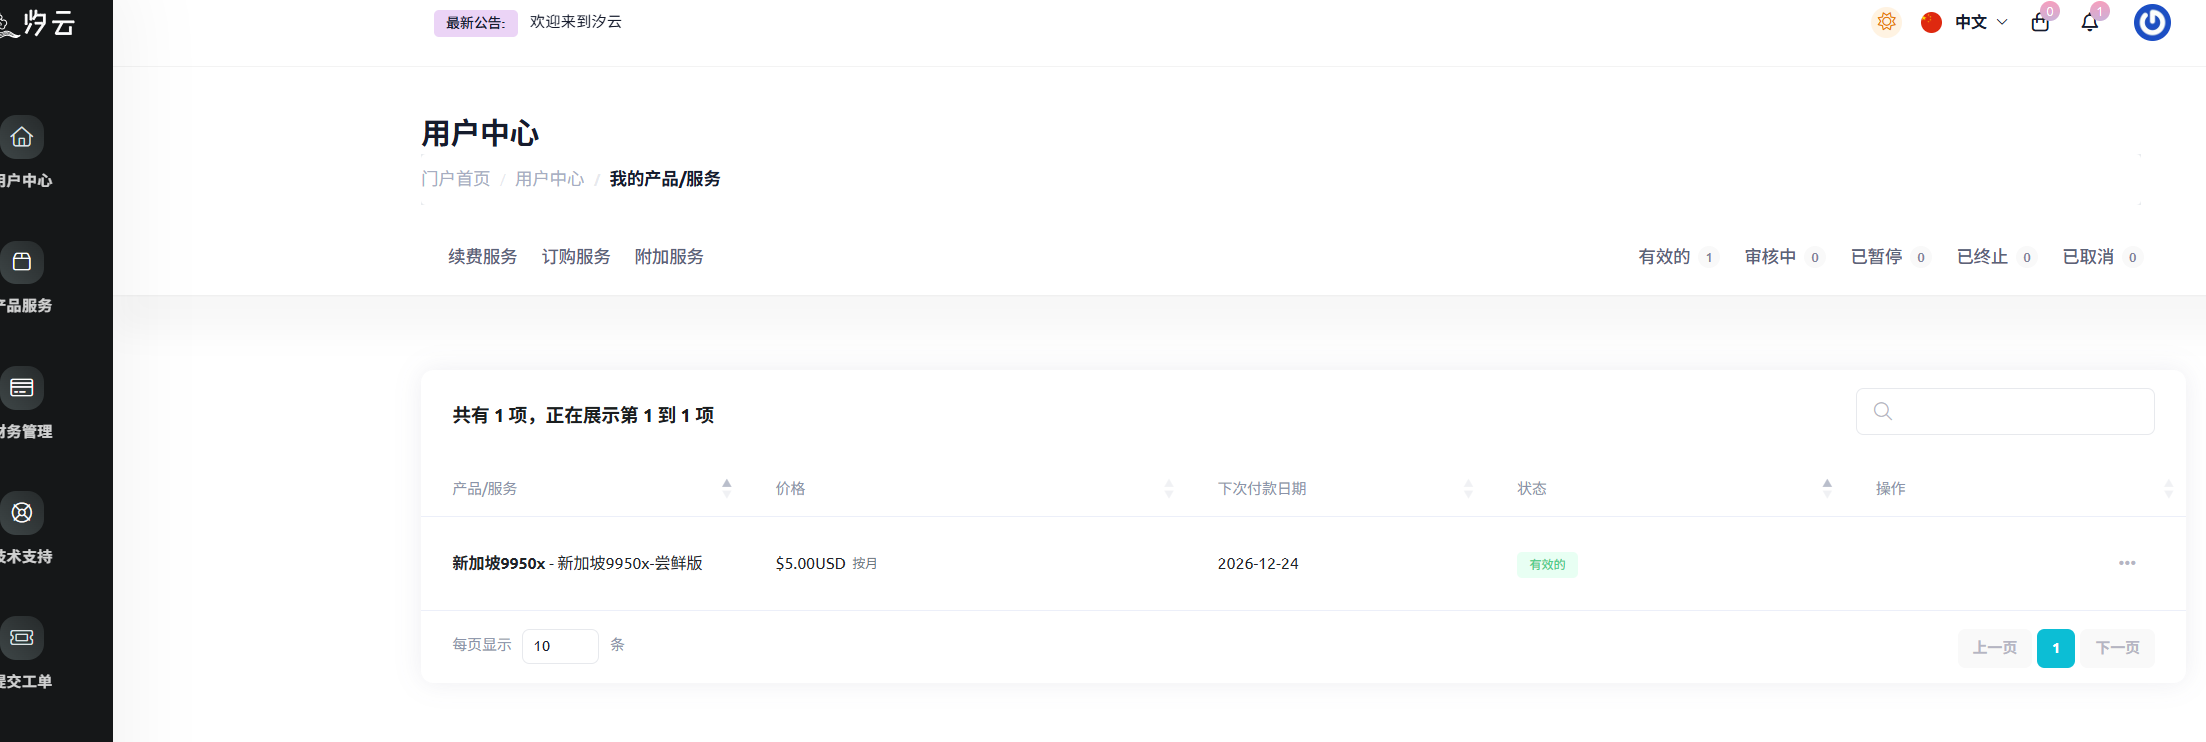 汐云
最新公告: 欢迎来到汐云
中文 0 1
用户中心
门户首页 / 用户中心 / 我的产品/服务
续费服务 订购服务 附加服务 有效的 1 审核中 0 已暂停 0 已终止 0 已取消 0
用户中心
产品服务
财务管理
技术支持
提交工单
共有 1 项，正在展示第 1 到 1 项
产品/服务 价格 下次付款日期 状态 操作
新加坡9950x - 新加坡9950x-尝鲜版 $5.00USD 按月 2026-12-24 有效的
每页显示 10 条 上一页 1 下一页